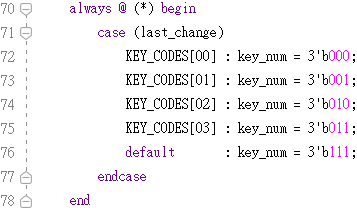 70 always @ (*) begin
71 case (last_change)
72 KEY_CODES[00] : key_num = 3'b000;
73 KEY_CODES[01] : key_num = 3'b001;
74 KEY_CODES[02] : key_num = 3'b010;
75 KEY_CODES[03] : key_num = 3'b011;
76 default : key_num = 3'b111;
77 endcase
78 end